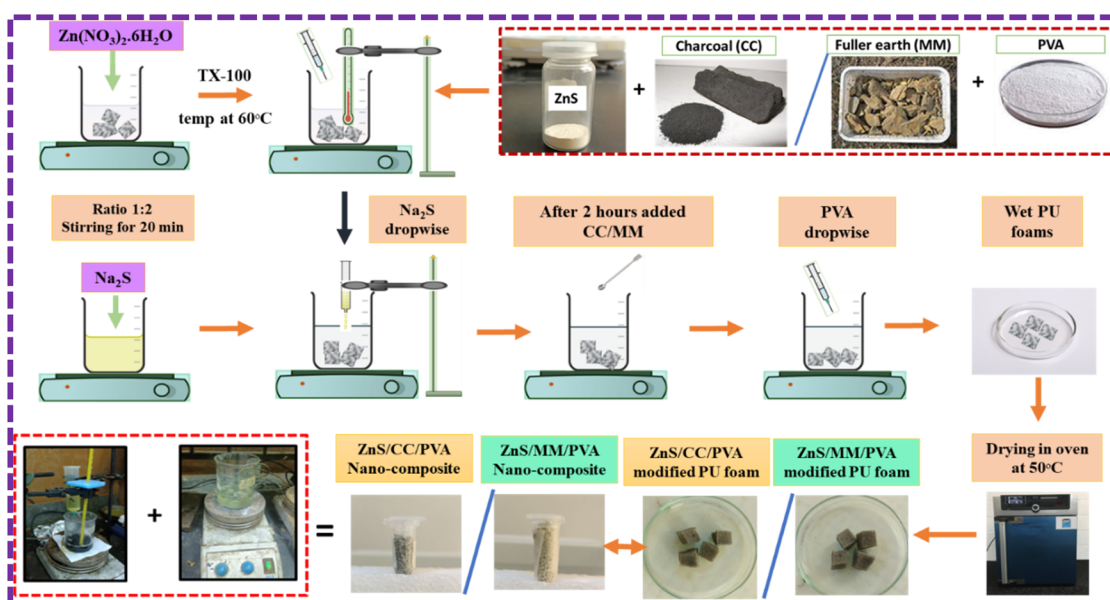 Zn(NO₃)₂.6H₂O
TX-100
temp at 60°C
ZnS
+
Charcoal (CC)
Fuller earth (MM)
+
PVA
Ratio 1:2
Stirring for 20 min
Na₂S
dropwise
After 2 hours added
CC/MM
PVA
dropwise
Wet PU
foams
Na₂S
+
=
ZnS/CC/PVA
Nano-composite
ZnS/MM/PVA
Nano-composite
ZnS/CC/PVA
modified PU foam
ZnS/MM/PVA
modified PU foam
Drying in oven
at 50°C